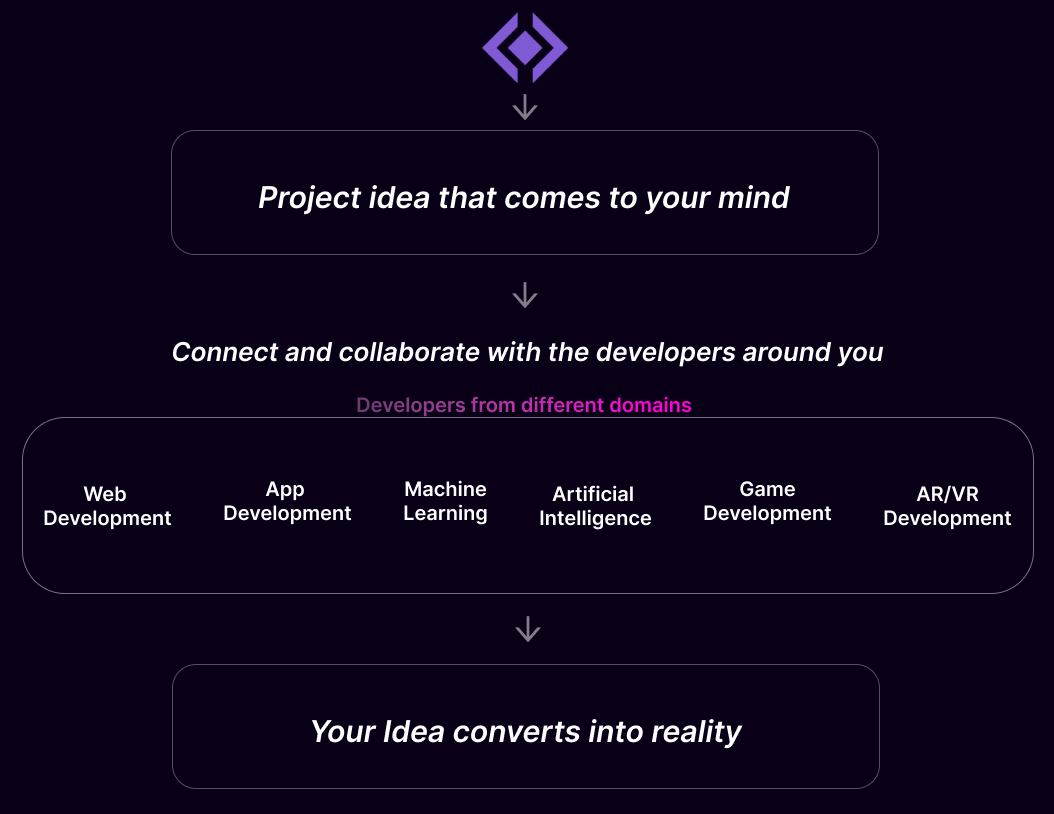 Project idea that comes to your mind
Connect and collaborate with the developers around you
Developers from different domains
Web
Development
App
Development
Machine
Learning
Artificial
Intelligence
Game
Development
AR/VR
Development
Your Idea converts into reality